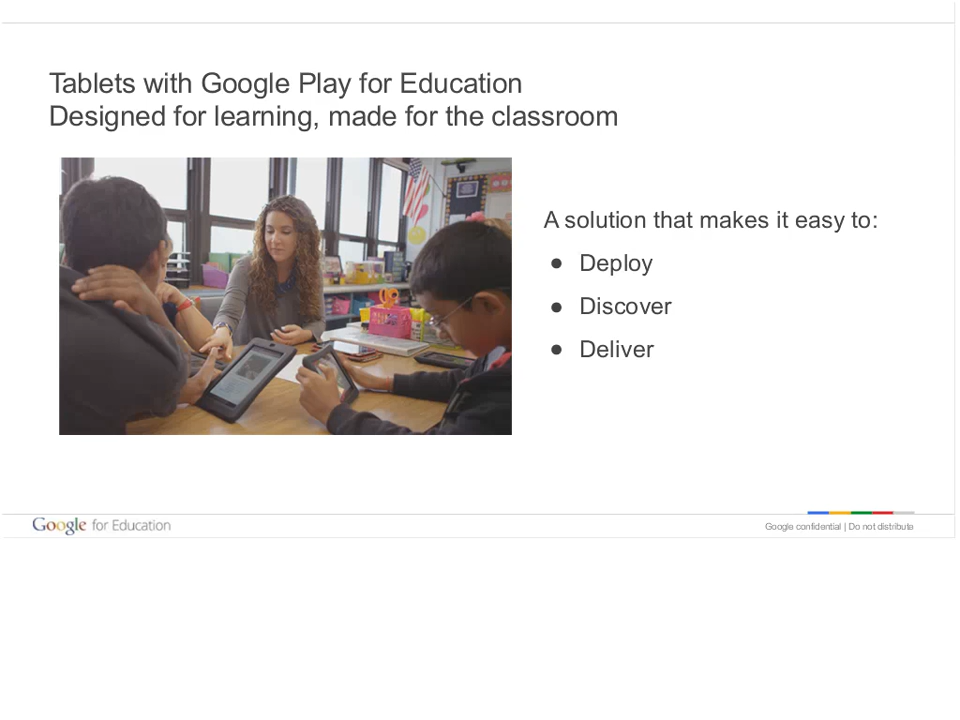 Tablets with Google Play for Education
Designed for learning, made for the classroom
A solution that makes it easy to:
● Deploy
● Discover
● Deliver
Google for Education
Google confidential | Do not distribute